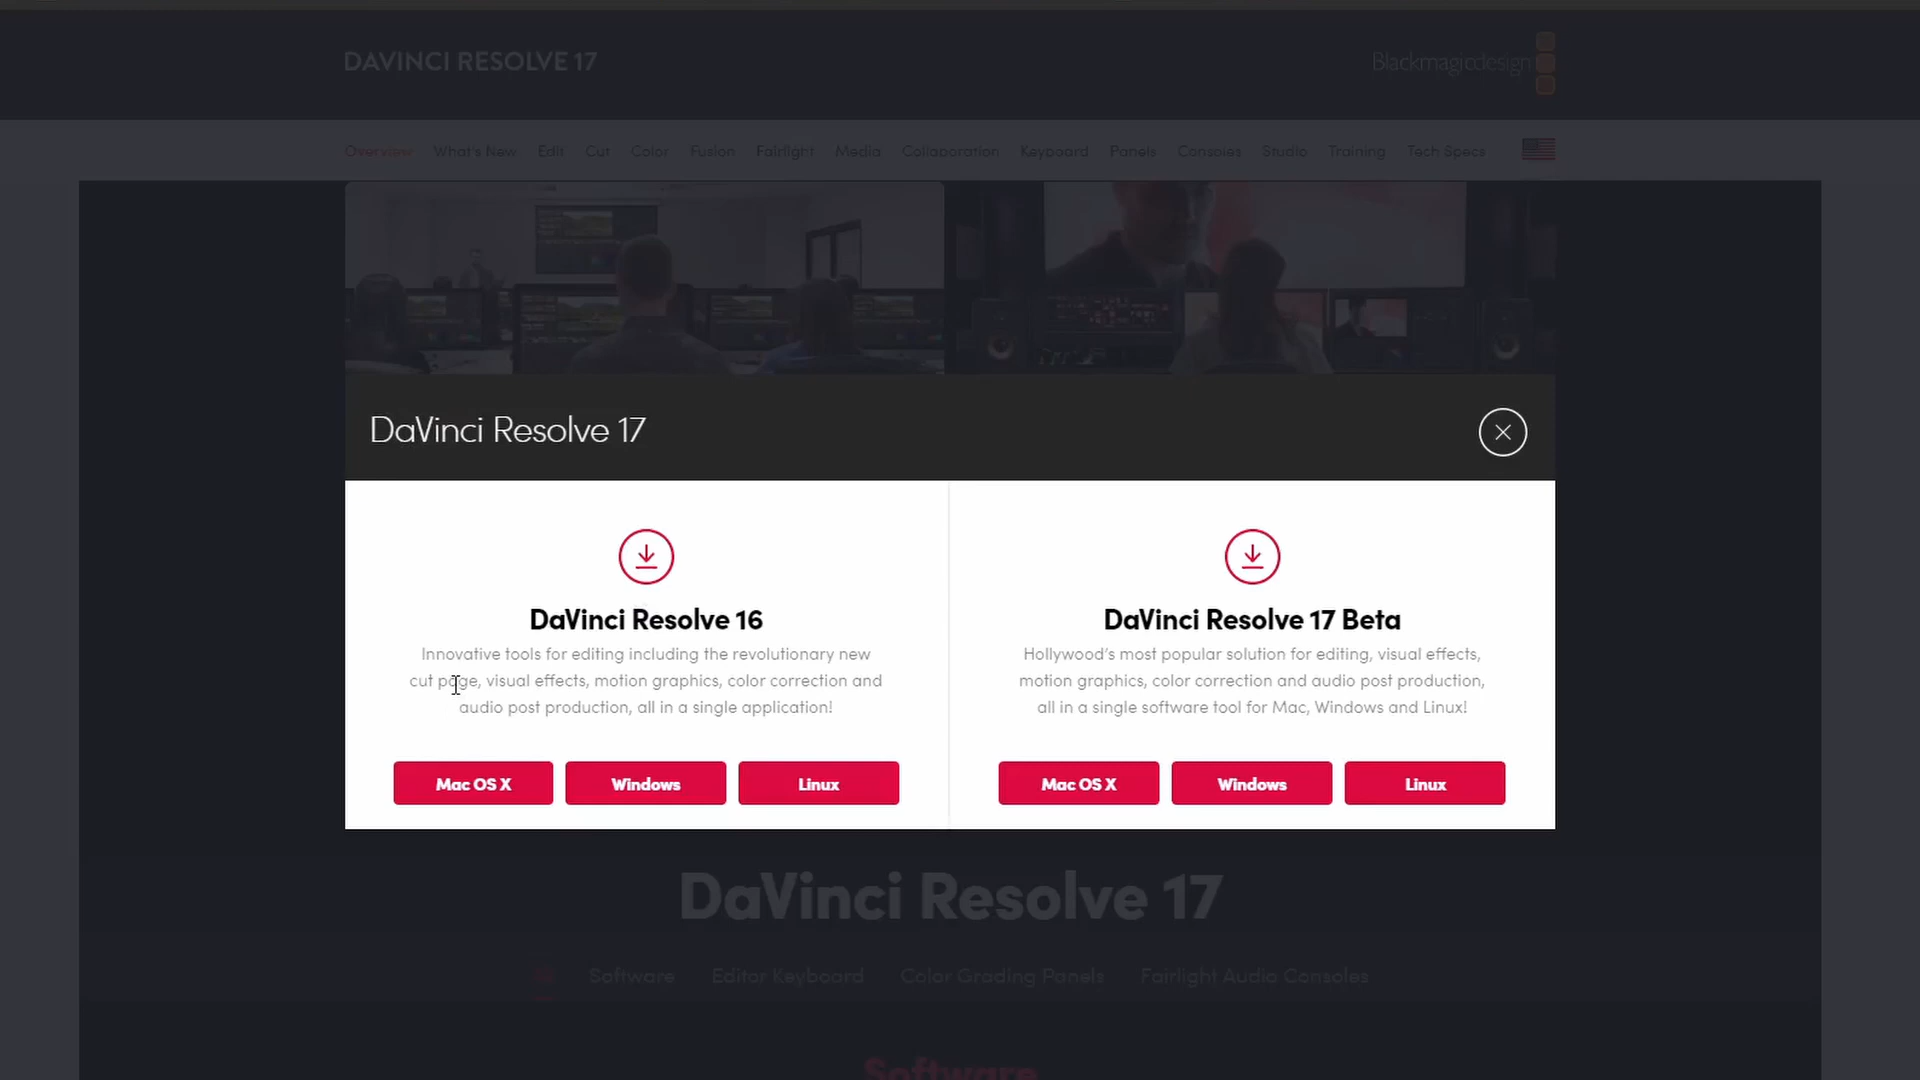 DAVINCI RESOLVE 17
Blackmagicdesign
Overview What's New Edit Cut Color Fusion Fairlight Media Collaboration Keyboard Panels Consoles Studio Training Tech Specs
DaVinci Resolve 17
DaVinci Resolve 16
Innovative tools for editing including the revolutionary new
cut page, visual effects, motion graphics, color correction and
audio post production, all in a single application!
Mac OS X Windows Linux
DaVinci Resolve 17 Beta
Hollywood's most popular solution for editing, visual effects,
motion graphics, color correction and audio post production,
all in a single software tool for Mac, Windows and Linux!
Mac OS X Windows Linux
DaVinci Resolve 17
Software Editor Keyboard Color Grading Panels Fairlight Audio Consoles
Software